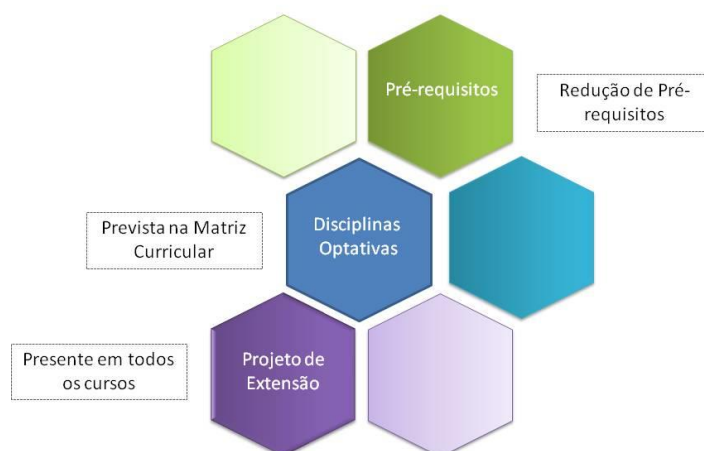 Pré-requisitos
Redução de Pré-
requisitos
Prevista na Matriz
Curricular
Disciplinas
Optativas
Presente em todos
os cursos
Projeto de
Extensão